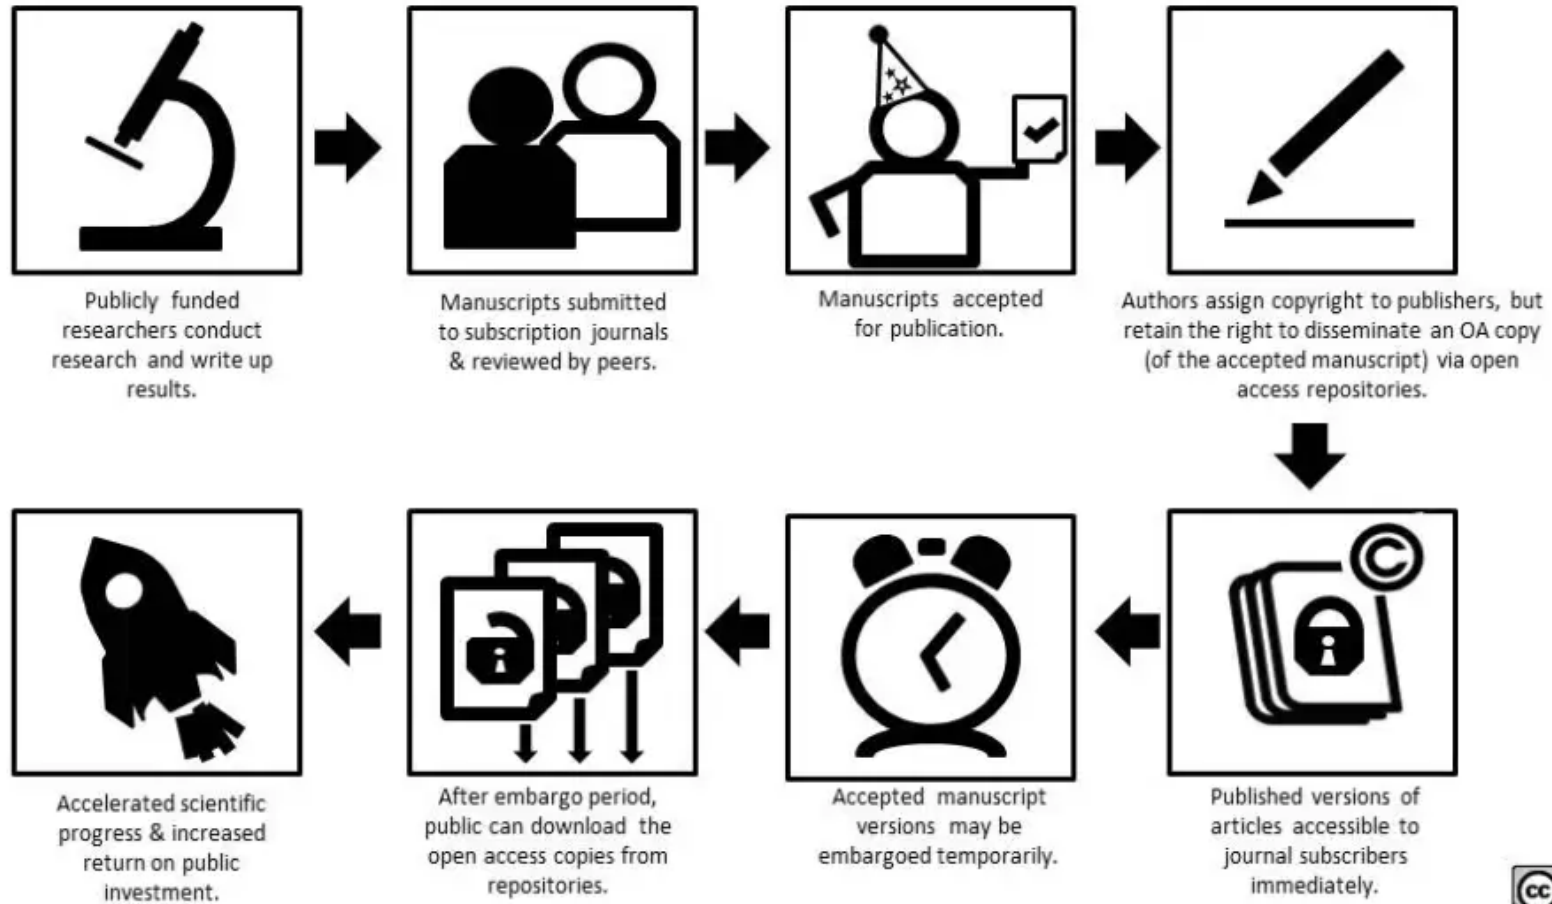 Publicly funded
researchers conduct
research and write up
results.
Manuscripts submitted
to subscription journals
& reviewed by peers.
Manuscripts accepted
for publication.
Authors assign copyright to publishers, but
retain the right to disseminate an OA copy
(of the accepted manuscript) via open
access repositories.
C
Published versions of
articles accessible to
journal subscribers
immediately.
Accepted manuscript
versions may be
embargoed temporarily.
After embargo period,
public can download the
open access copies from
repositories.
Accelerated scientific
progress & increased
return on public
investment.
cc